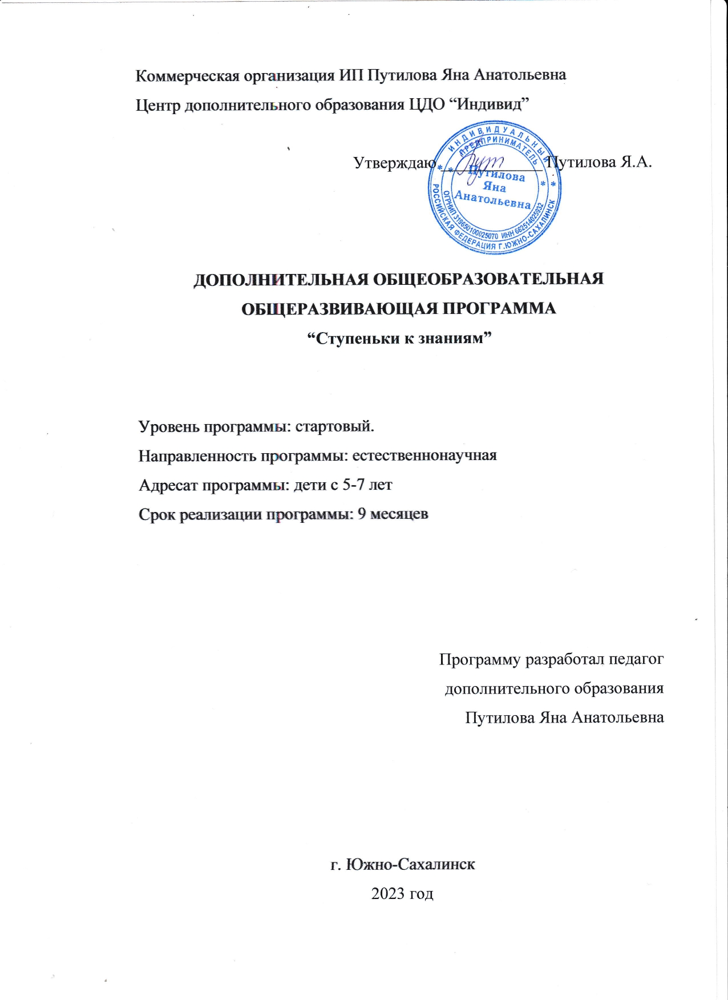 Коммерческая организация ИП Путилова Яна Анатольевна
Центр дополнительного образования ЦДО “Индивид”
Утверждаю____________Путилова Я.А.
ИНДИВИДУАЛЬНЫЙ
ПРЕДПРИНИМАТЕЛЬ
Путилова
Яна
Анатольевна
ОГРНИП 319650100025070 ИНН 662514025932
РОССИЙСКАЯ ФЕДЕРАЦИЯ Г.ЮЖНО-САХАЛИНСК
ДОПОЛНИТЕЛЬНАЯ ОБЩЕОБРАЗОВАТЕЛЬНАЯ
ОБЩЕРАЗВИВАЮЩАЯ ПРОГРАММА
“Ступеньки к знаниям”
Уровень программы: стартовый.
Направленность программы: естественнонаучная
Адресат программы: дети с 5-7 лет
Срок реализации программы: 9 месяцев
Программу разработал педагог
дополнительного образования
Путилова Яна Анатольевна
г. Южно-Сахалинск
2023 год